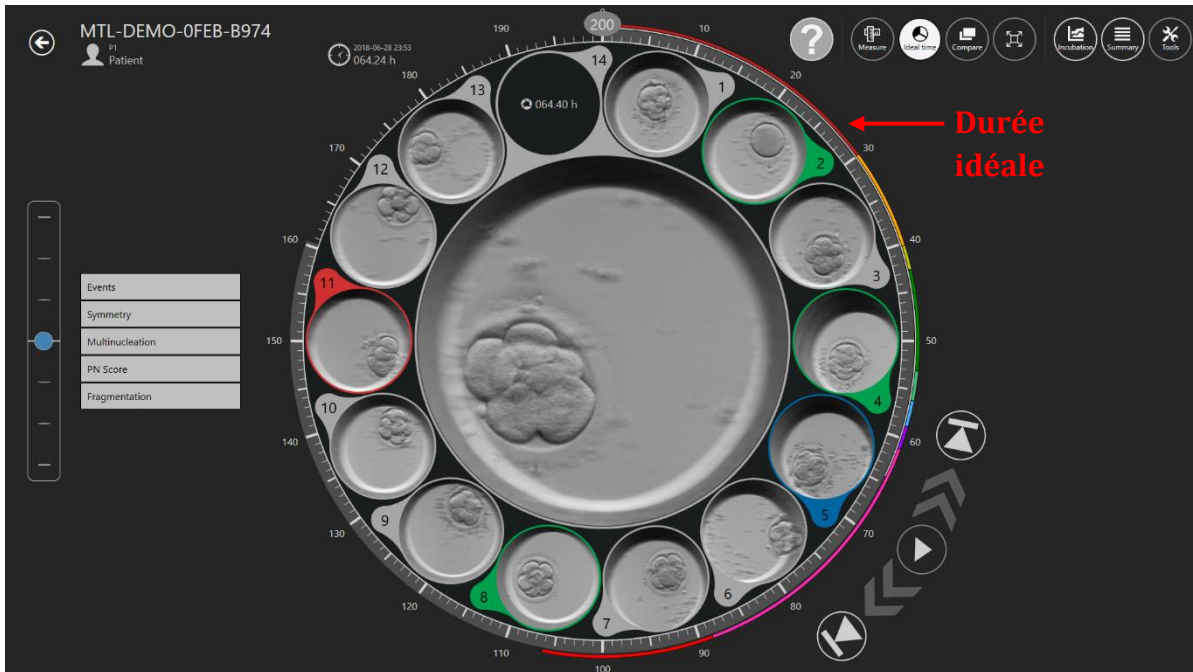 MTL-DEMO-0FEB-B974
P1
Patient
2018-06-28 23:53
064.24 h
?
Measure
Ideal time
Compare
Incubation
Summary
Tools
Durée
idéale
Events
Symmetry
Multinucleation
PN Score
Fragmentation
064.40 h
200
10
20
30
40
50
60
70
80
90
100
110
120
130
140
150
160
170
180
190
1
2
3
4
5
6
7
8
9
10
11
12
13
14